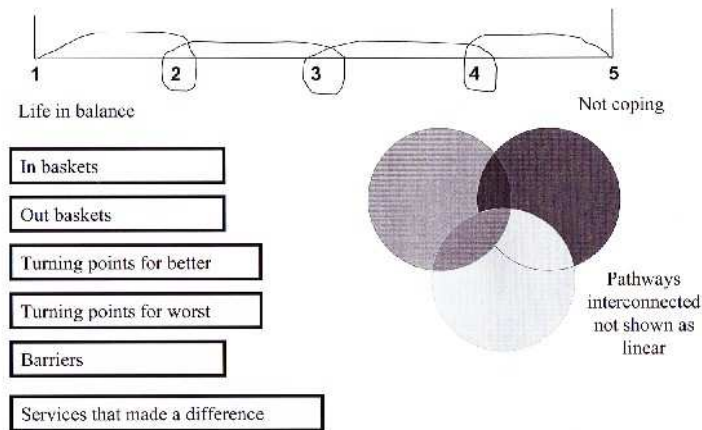 1 2 3 4 5
Life in balance
Not coping
In baskets
Out baskets
Turning points for better
Turning points for worst
Barriers
Services that made a difference
Pathways
interconnected
not shown as
linear